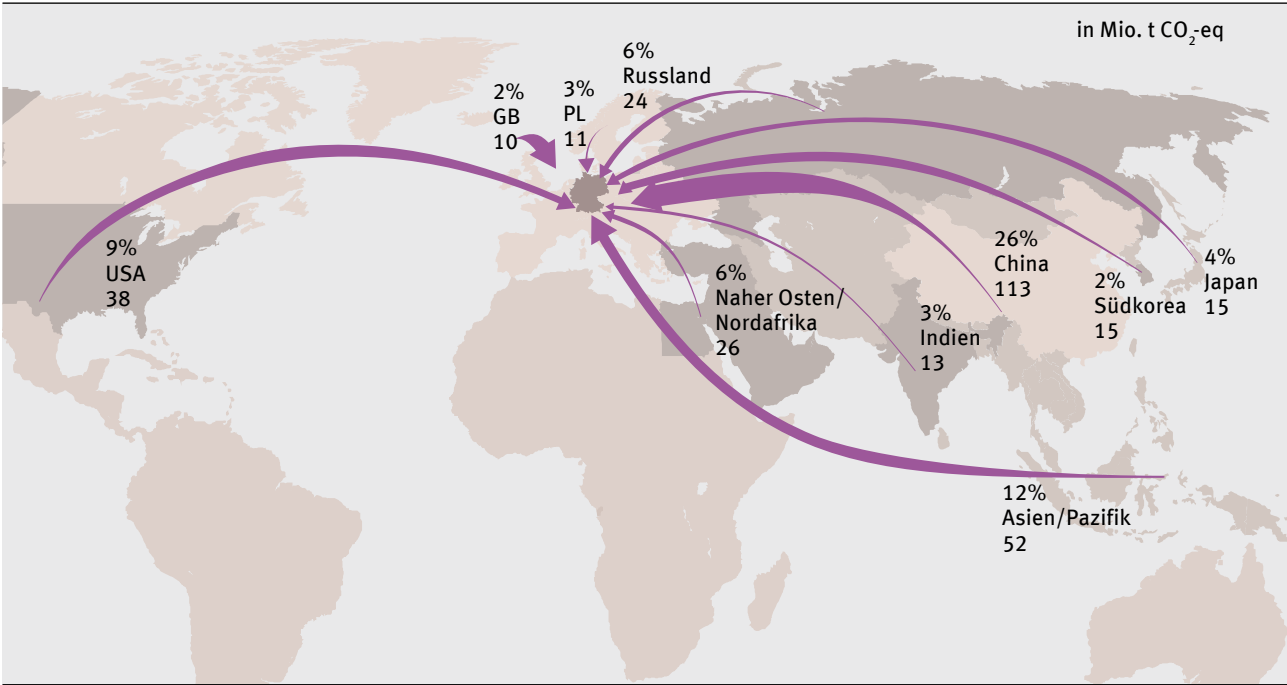 in Mio. t CO₂-eq
6%
Russland
24
3%
PL
11
2%
GB
10
9%
USA
38
6%
Naher Osten/
Nordafrika
26
3%
Indien
13
26%
China
113
2%
Südkorea
15
4%
Japan
15
12%
Asien/Pazifik
52